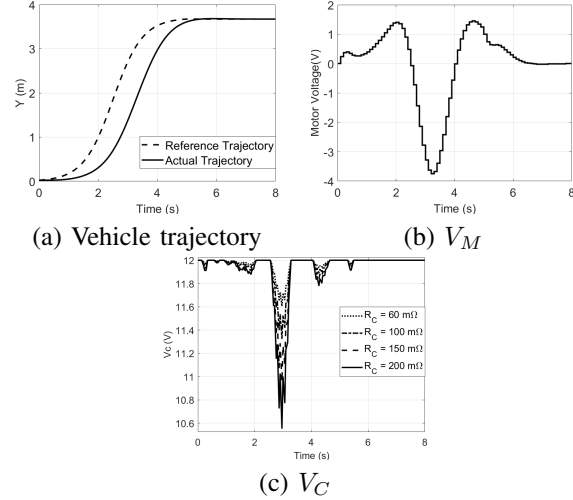 4
3
2
1
0
Y (m)
0 2 4 6 8
Time (s)
Reference Trajectory
Actual Trajectory
(a) Vehicle trajectory
2
1
0
-1
-2
-3
-4
Motor Voltage(V)
0 2 4 6 8
Time (s)
(b) V_M
12
11.8
11.6
11.4
11.2
11
10.8
10.6
Vc (V)
0 2 4 6 8
Time (s)
R_C = 60 mΩ
R_C = 100 mΩ
R_C = 150 mΩ
R_C = 200 mΩ
(c) V_C